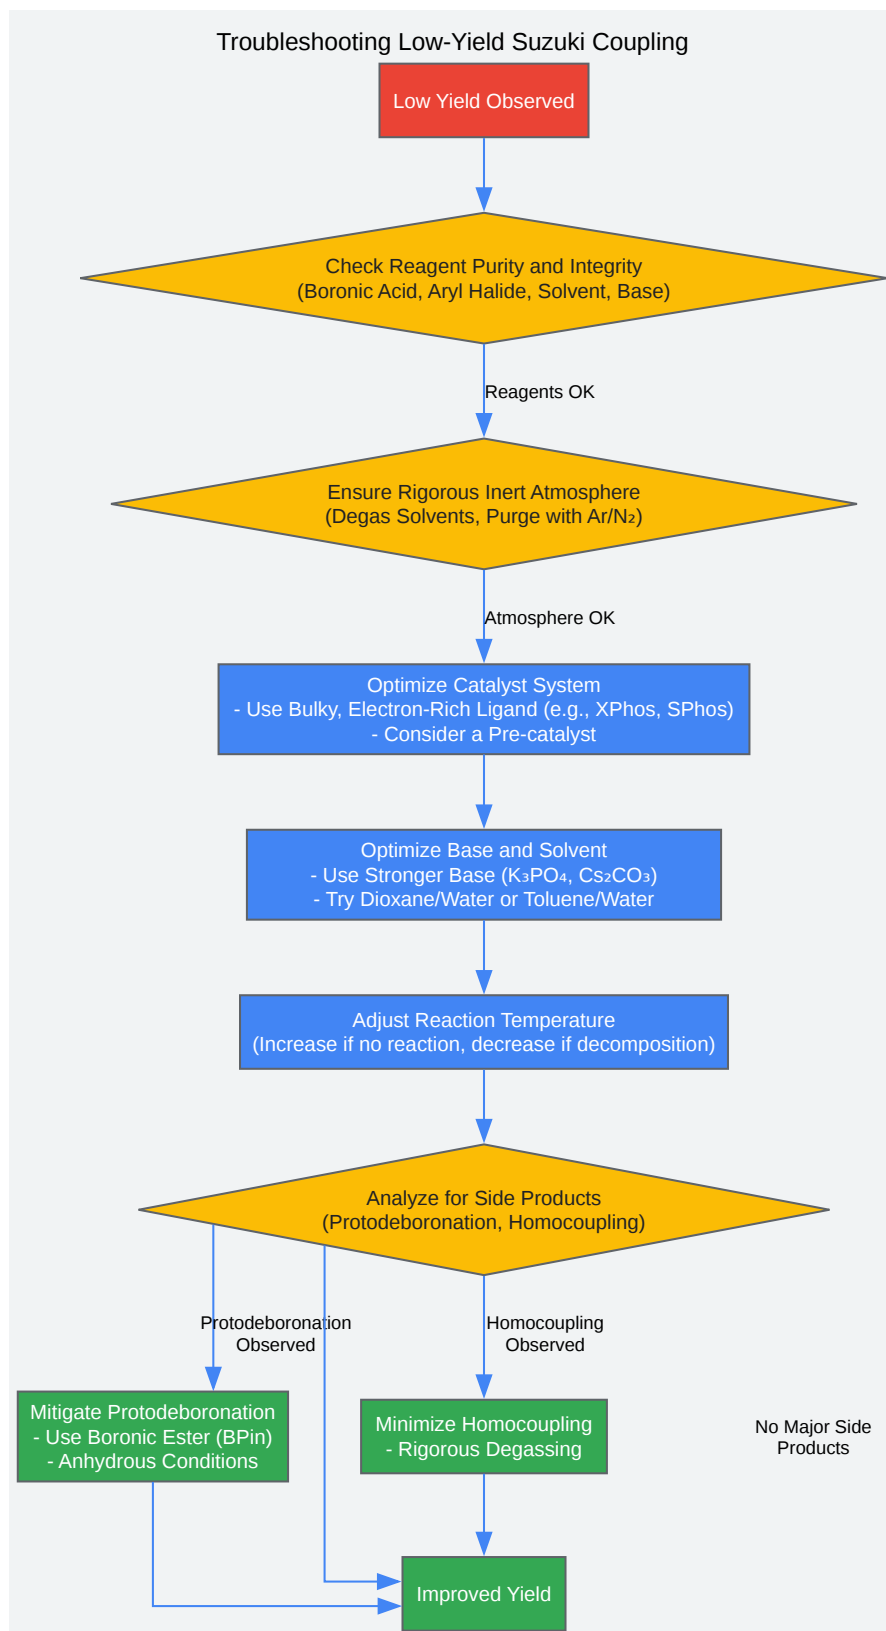 Troubleshooting Low-Yield Suzuki Coupling
Low Yield Observed
Check Reagent Purity and Integrity
(Boronic Acid, Aryl Halide, Solvent, Base)
Reagents OK
Ensure Rigorous Inert Atmosphere
(Degas Solvents, Purge with Ar/N₂)
Atmosphere OK
Optimize Catalyst System
- Use Bulky, Electron-Rich Ligand (e.g., XPhos, SPhos)
- Consider a Pre-catalyst
Optimize Base and Solvent
- Use Stronger Base (K₃PO₄, Cs₂CO₃)
- Try Dioxane/Water or Toluene/Water
Adjust Reaction Temperature
(Increase if no reaction, decrease if decomposition)
Analyze for Side Products
(Protodeboronation, Homocoupling)
Protodeboronation
Observed
Homocoupling
Observed
Mitigate Protodeboronation
- Use Boronic Ester (BPin)
- Anhydrous Conditions
Minimize Homocoupling
- Rigorous Degassing
No Major Side
Products
Improved Yield